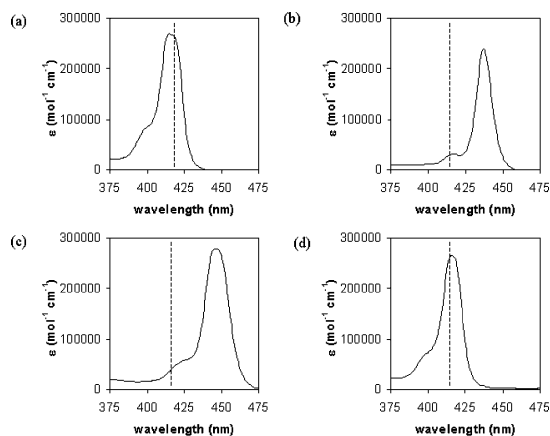 (a)
300000
200000
100000
0
ε (mol⁻¹ cm⁻¹)
375 400 425 450 475
wavelength (nm)
(b)
300000
200000
100000
0
ε (mol⁻¹ cm⁻¹)
375 400 425 450 475
wavelength (nm)
(c)
300000
200000
100000
0
ε (mol⁻¹ cm⁻¹)
375 400 425 450 475
wavelength (nm)
(d)
300000
200000
100000
0
ε (mol⁻¹ cm⁻¹)
375 400 425 450 475
wavelength (nm)